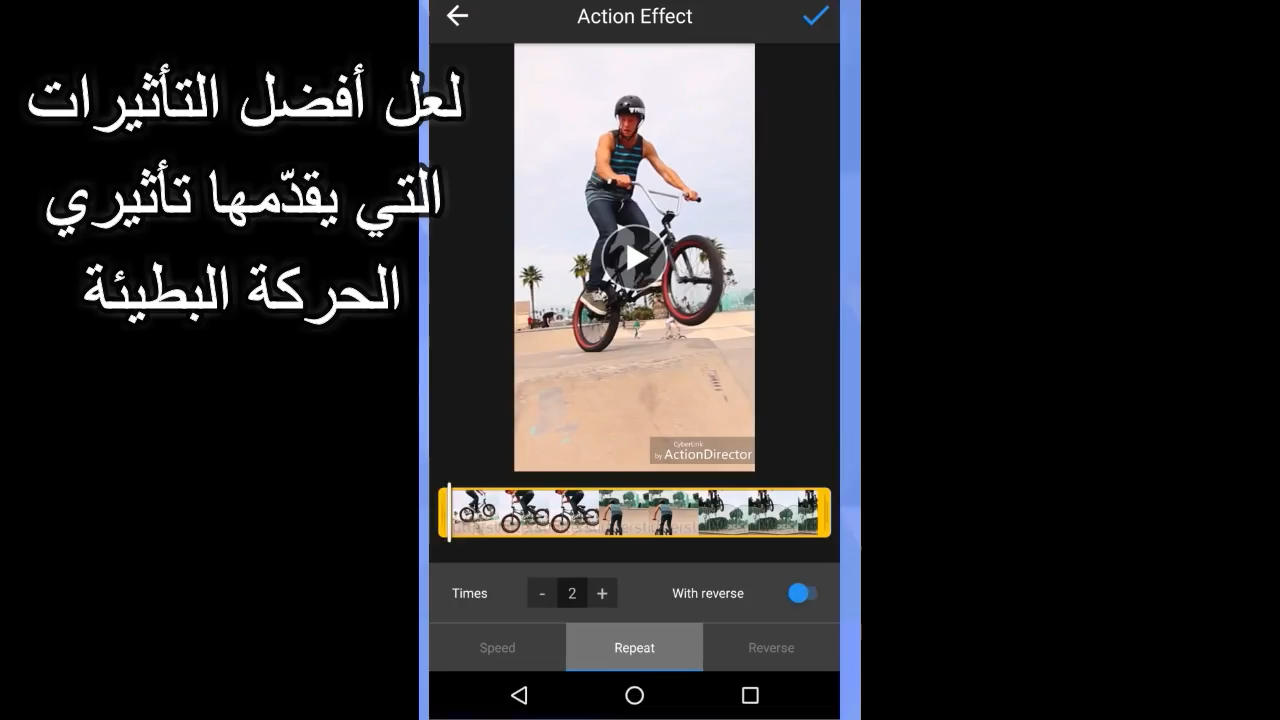 Action Effect
لعل أفضل التأثيرات
التي يقدّمها تأثيري
الحركة البطيئة
CyberLink
by ActionDirector
Times - 2 + With reverse
Speed Repeat Reverse